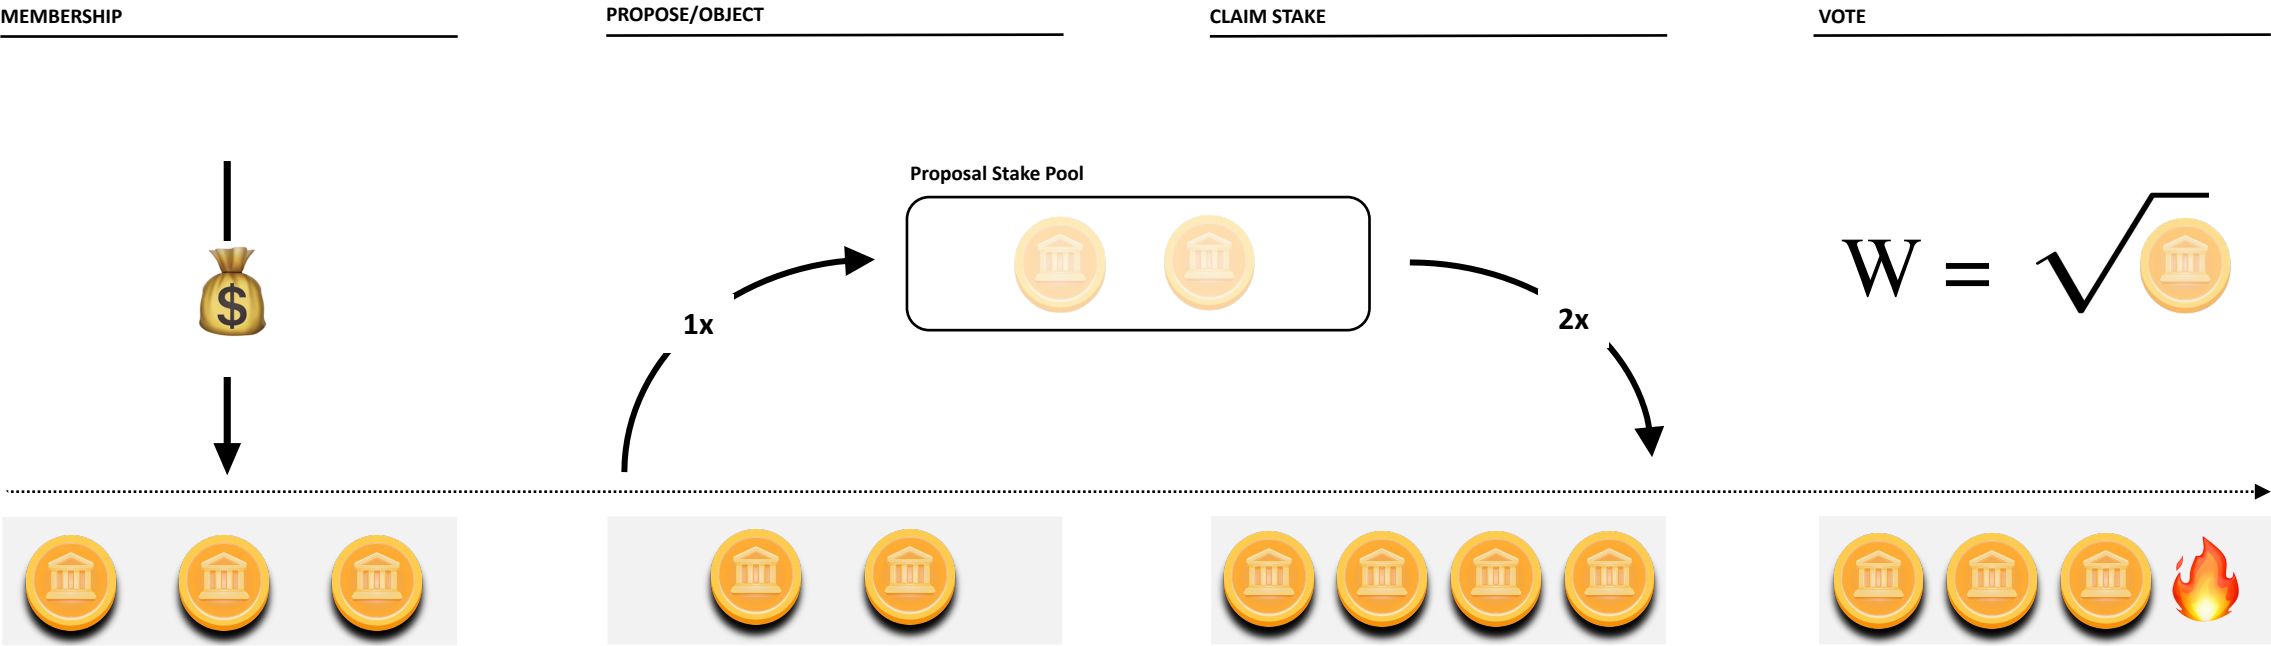 MEMBERSHIP
PROPOSE/OBJECT
CLAIM STAKE
VOTE
Proposal Stake Pool
$
1x
2x
W = √